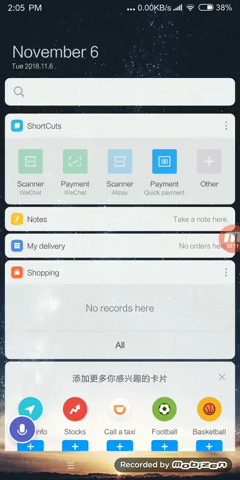 2:05 PM ...0.00KB/s 38%
November 6
Tue 2018.11.6
ShortCuts
Scanner Payment Scanner Payment Other
WeChat WeChat Alipay Quick payment
Notes Take a note here.
My delivery No orders here
Shopping
No records here
All
添加更多你感兴趣的卡片
info Stocks Call a taxi Football Basketball
Recorded by mobizen